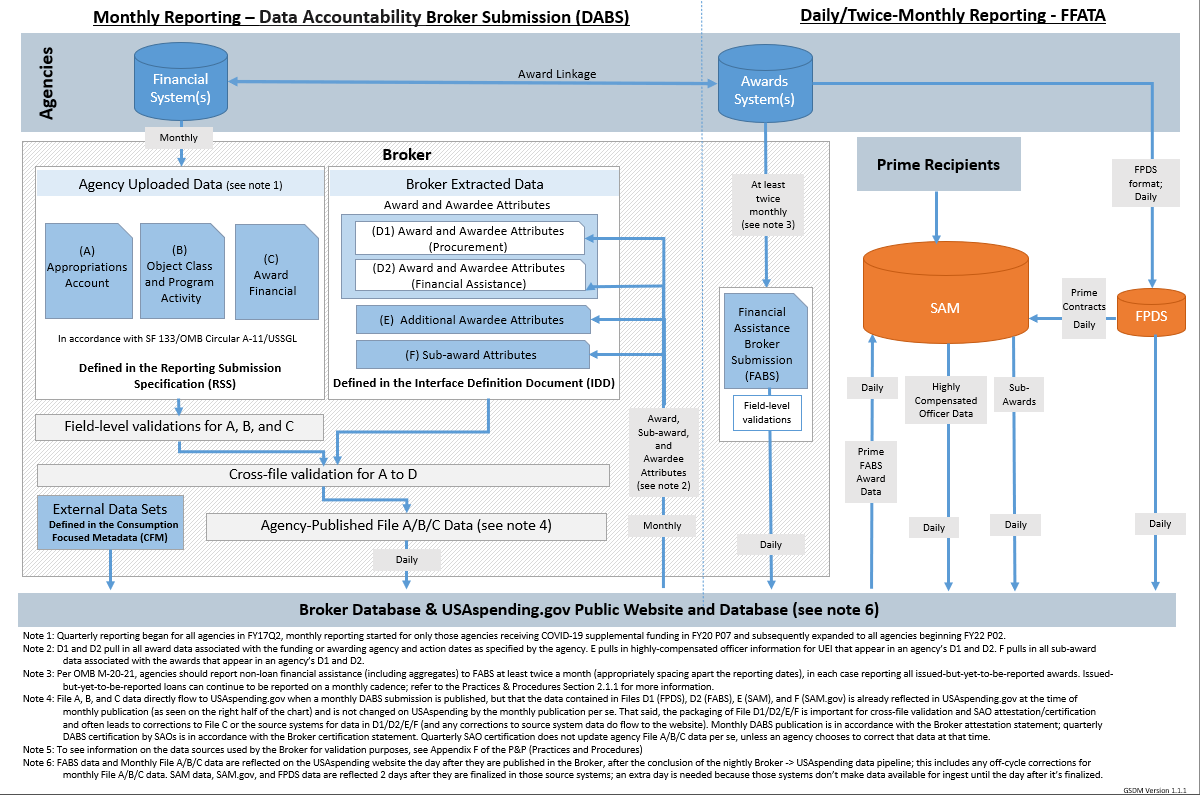 Monthly Reporting – Data Accountability Broker Submission (DABS)
Daily/Twice-Monthly Reporting - FFATA
Agencies
Financial
System(s)
Award Linkage
Awards
System(s)
Monthly
Broker
Agency Uploaded Data (see note 1)
(A)
Appropriations
Account
(B)
Object Class
and Program
Activity
(C)
Award
Financial
In accordance with SF 133/OMB Circular A-11/USSGL
Defined in the Reporting Submission
Specification (RSS)
Broker Extracted Data
Award and Awardee Attributes
(D1) Award and Awardee Attributes
(Procurement)
(D2) Award and Awardee Attributes
(Financial Assistance)
(E) Additional Awardee Attributes
(F) Sub-award Attributes
Defined in the Interface Definition Document (IDD)
Field-level validations for A, B, and C
Cross-file validation for A to D
External Data Sets
Defined in the Consumption
Focused Metadata (CFM)
Agency-Published File A/B/C Data (see note 4)
Daily
Award,
Sub-award,
and
Awardee
Attributes
(see note 2)
Monthly
At least
twice
monthly
(see note 3)
Financial
Assistance
Broker
Submission
(FABS)
Field-level
validations
Daily
Prime Recipients
SAM
FPDS
format;
Daily
Prime
Contracts
Daily
FPDS
Daily
Prime
FABS
Award
Data
Highly
Compensated
Officer Data
Daily
Sub-
Awards
Daily
Daily
Broker Database & USAspending.gov Public Website and Database (see note 6)
Note 1: Quarterly reporting began for all agencies in FY17Q2, monthly reporting started for only those agencies receiving COVID-19 supplemental funding in FY20 P07 and subsequently expanded to all agencies beginning FY22 P02.
Note 2: D1 and D2 pull in all award data associated with the funding or awarding agency and action dates as specified by the agency. E pulls in highly-compensated officer information for UEI that appear in an agency's D1 and D2. F pulls in all sub-award
data associated with the awards that appear in an agency's D1 and D2.
Note 3: Per OMB M-20-21, agencies should report non-loan financial assistance (including aggregates) to FABS at least twice a month (appropriately spacing apart the reporting dates), in each case reporting all issued-but-yet-to-be-reported awards. Issued-
but-yet-to-be-reported loans can continue to be reported on a monthly cadence; refer to the Practices & Procedures Section 2.1.1 for more information.
Note 4: File A, B, and C data directly flow to USAspending.gov when a monthly DABS submission is published, but that the data contained in Files D1 (FPDS), D2 (FABS), E (SAM), and F (SAM.gov) is already reflected in USAspending.gov at the time of
monthly publication (as seen on the right half of the chart) and is not changed on USAspending by the monthly publication per se. That said, the packaging of File D1/D2/E/F is important for cross-file validation and SAO attestation/certification
and often leads to corrections to File C or the source systems for data in D1/D2/E/F (and any corrections to source system data do flow to the website). Monthly DABS publication is in accordance with the Broker attestation statement; quarterly
DABS certification by SAOs is in accordance with the Broker certification statement. Quarterly SAO certification does not update agency File A/B/C data per se, unless an agency chooses to correct that data at that time.
Note 5: To see information on the data sources used by the Broker for validation purposes, see Appendix F of the P&P (Practices and Procedures)
Note 6: FABS data and Monthly File A/B/C data are reflected on the USAspending website the day after they are published in the Broker, after the conclusion of the nightly Broker -> USAspending data pipeline; this includes any off-cycle corrections for
monthly File A/B/C data. SAM data, SAM.gov, and FPDS data are reflected 2 days after they are finalized in those source systems; an extra day is needed because those systems don't make data available for ingest until the day after it's finalized.
GSDM Version 1.1.1